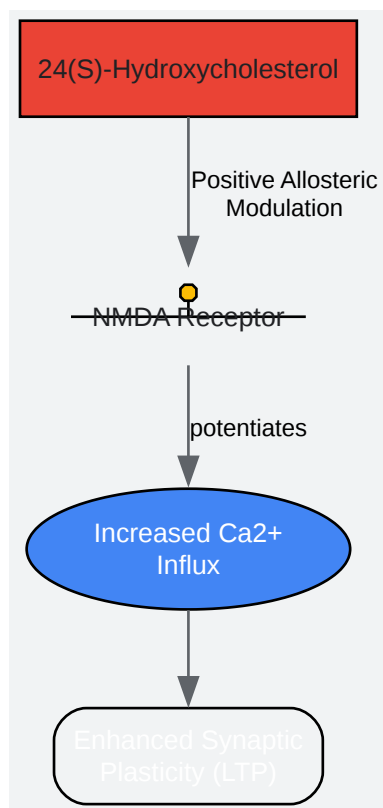 24(S)-Hydroxycholesterol
Positive Allosteric
Modulation
NMDA Receptor
potentiates
Increased Ca2+
Influx
Enhanced Synaptic
Plasticity (LTP)